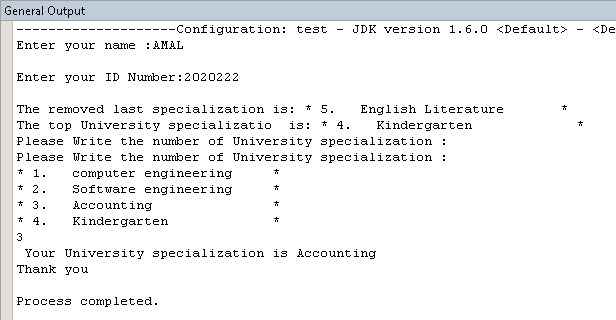 General Output
--------------------Configuration: test - JDK version 1.6.0 <Default> - <De
Enter your name :AMAL
Enter your ID Number:2020222
The removed last specialization is: * 5.   English Literature       *
The top University specializatio  is: * 4.   Kindergarten             *
Please Write the number of University specialization :
Please Write the number of University specialization :
* 1.   computer engineering     *
* 2.   Software engineering     *
* 3.   Accounting               *
* 4.   Kindergarten             *
3
 Your University specialization is Accounting
Thank you
Process completed.